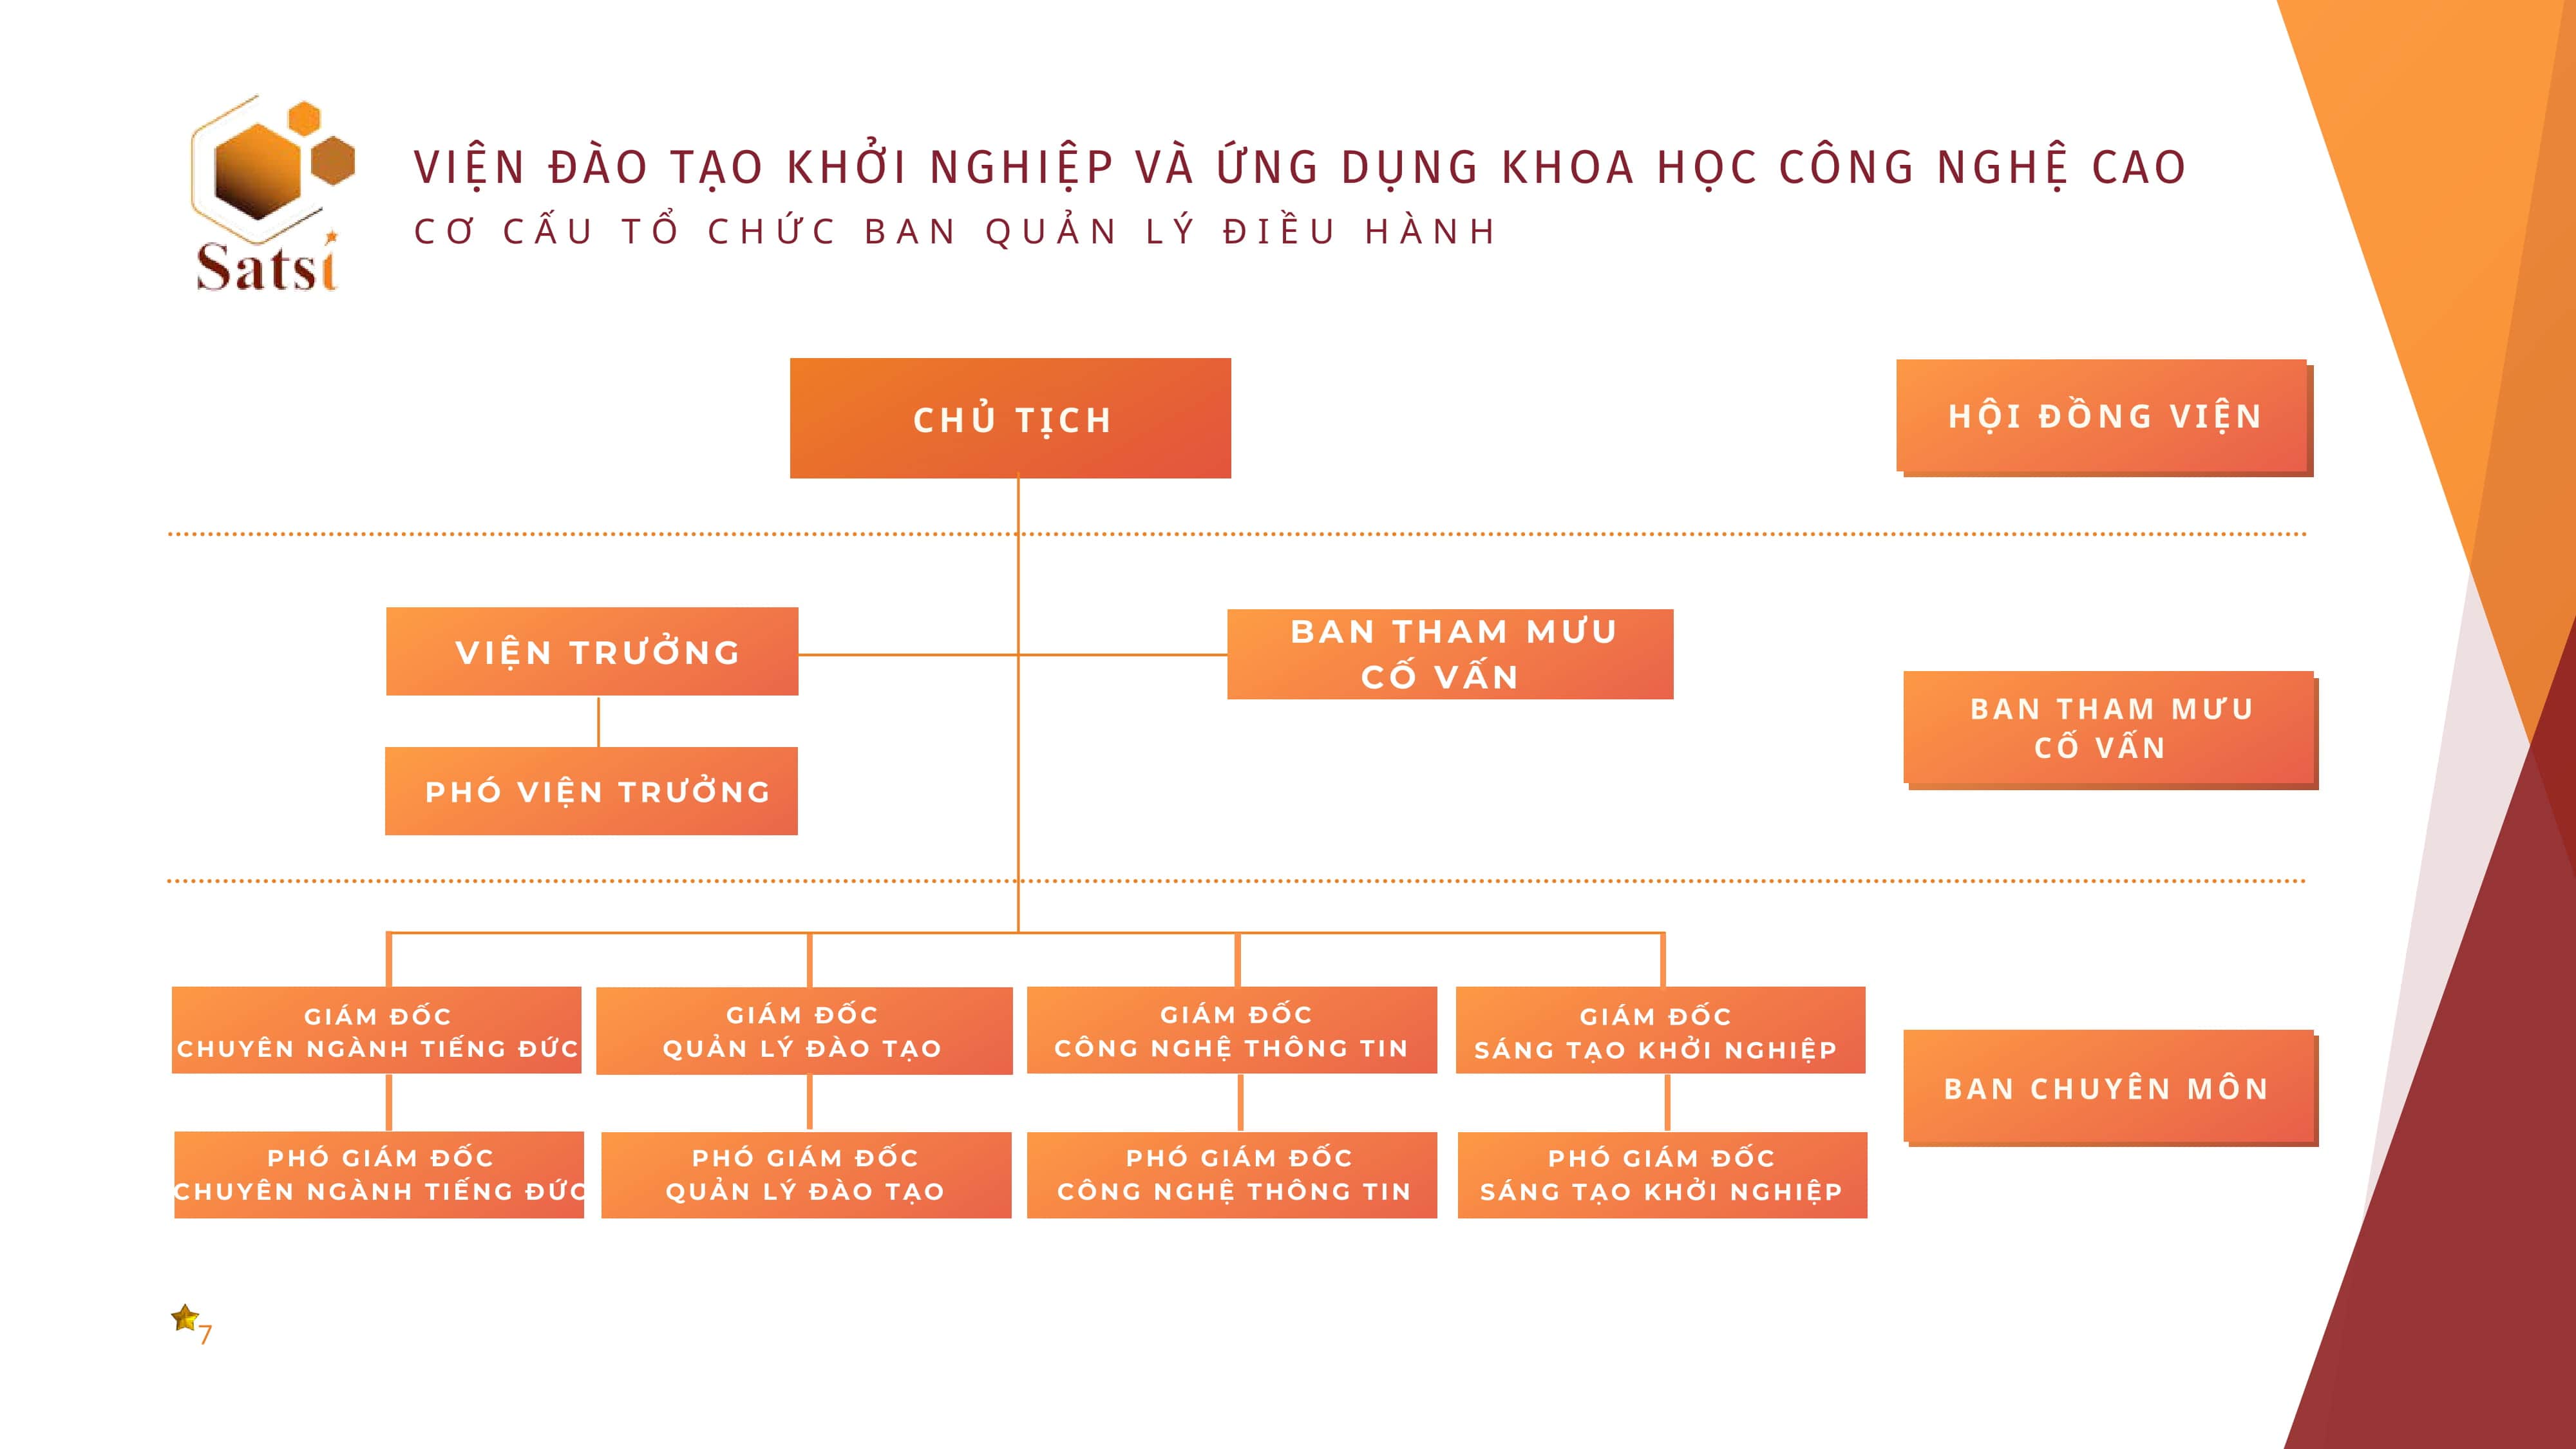 Satsi
VIỆN ĐÀO TẠO KHỞI NGHIỆP VÀ ỨNG DỤNG KHOA HỌC CÔNG NGHỆ CAO
CƠ CẤU TỔ CHỨC BAN QUẢN LÝ ĐIỀU HÀNH
CHỦ TỊCH
HỘI ĐỒNG VIỆN
VIỆN TRƯỞNG
BAN THAM MƯU
CỐ VẤN
PHÓ VIỆN TRƯỞNG
BAN THAM MƯU
CỐ VẤN
GIÁM ĐỐC
CHUYÊN NGÀNH TIẾNG ĐỨC
GIÁM ĐỐC
QUẢN LÝ ĐÀO TẠO
GIÁM ĐỐC
CÔNG NGHỆ THÔNG TIN
GIÁM ĐỐC
SÁNG TẠO KHỞI NGHIỆP
BAN CHUYÊN MÔN
PHÓ GIÁM ĐỐC
CHUYÊN NGÀNH TIẾNG ĐỨC
PHÓ GIÁM ĐỐC
QUẢN LÝ ĐÀO TẠO
PHÓ GIÁM ĐỐC
CÔNG NGHỆ THÔNG TIN
PHÓ GIÁM ĐỐC
SÁNG TẠO KHỞI NGHIỆP
7